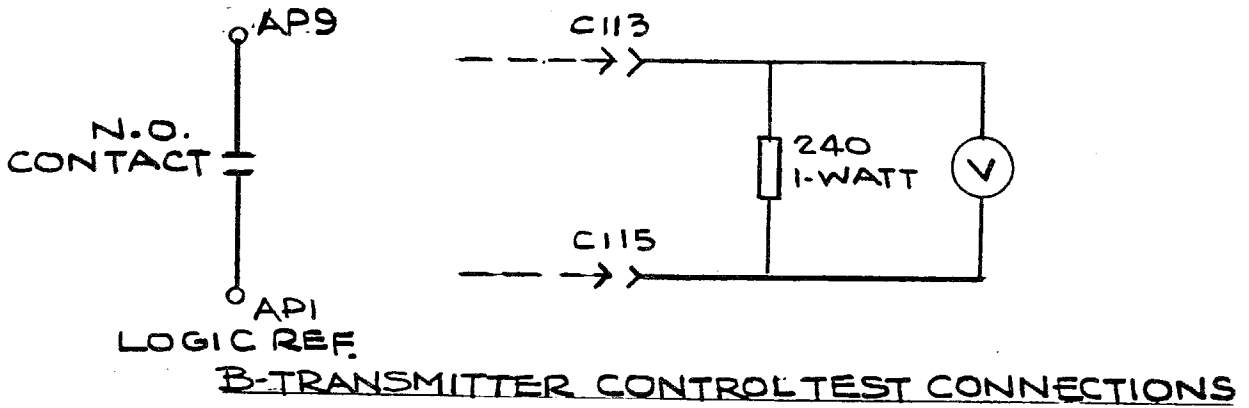 AP9
C113
N.O.
CONTACT
240
1-WATT
V
C115
AP1
LOGIC REF.
B-TRANSMITTER CONTROL TEST CONNECTIONS